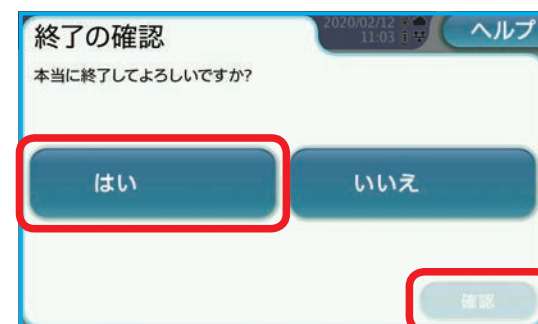 終了の確認
2020/02/12
11:03
ヘルプ
本当に終了してよろしいですか?
はい
いいえ
確認